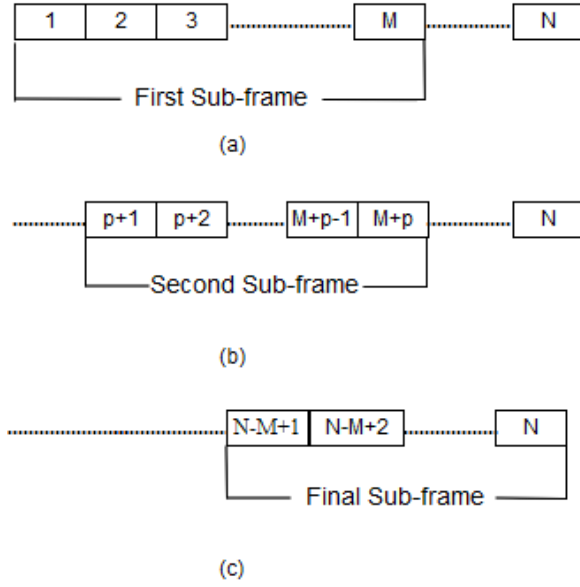 1 2 3 M N
First Sub-frame
(a)
p+1 p+2 M+p-1 M+p N
Second Sub-frame
(b)
N-M+1 N-M+2 N
Final Sub-frame
(c)